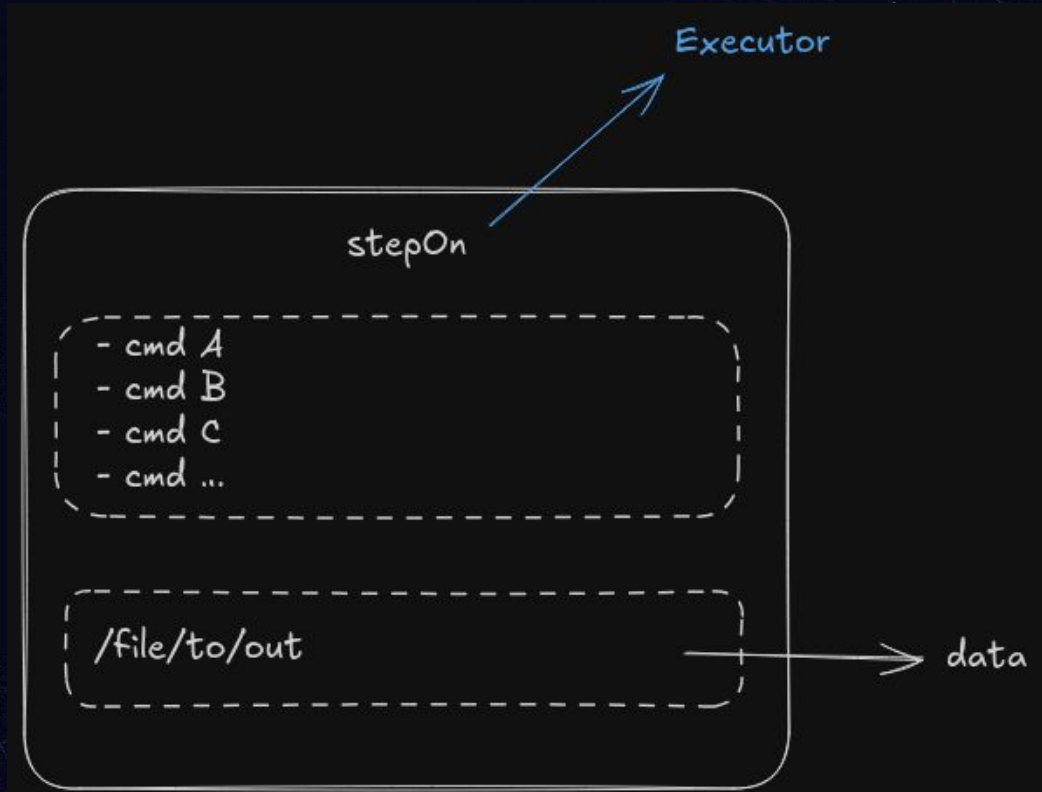 Executor
stepOn
- cmd A
- cmd B
- cmd C
- cmd ...
/file/to/out
data